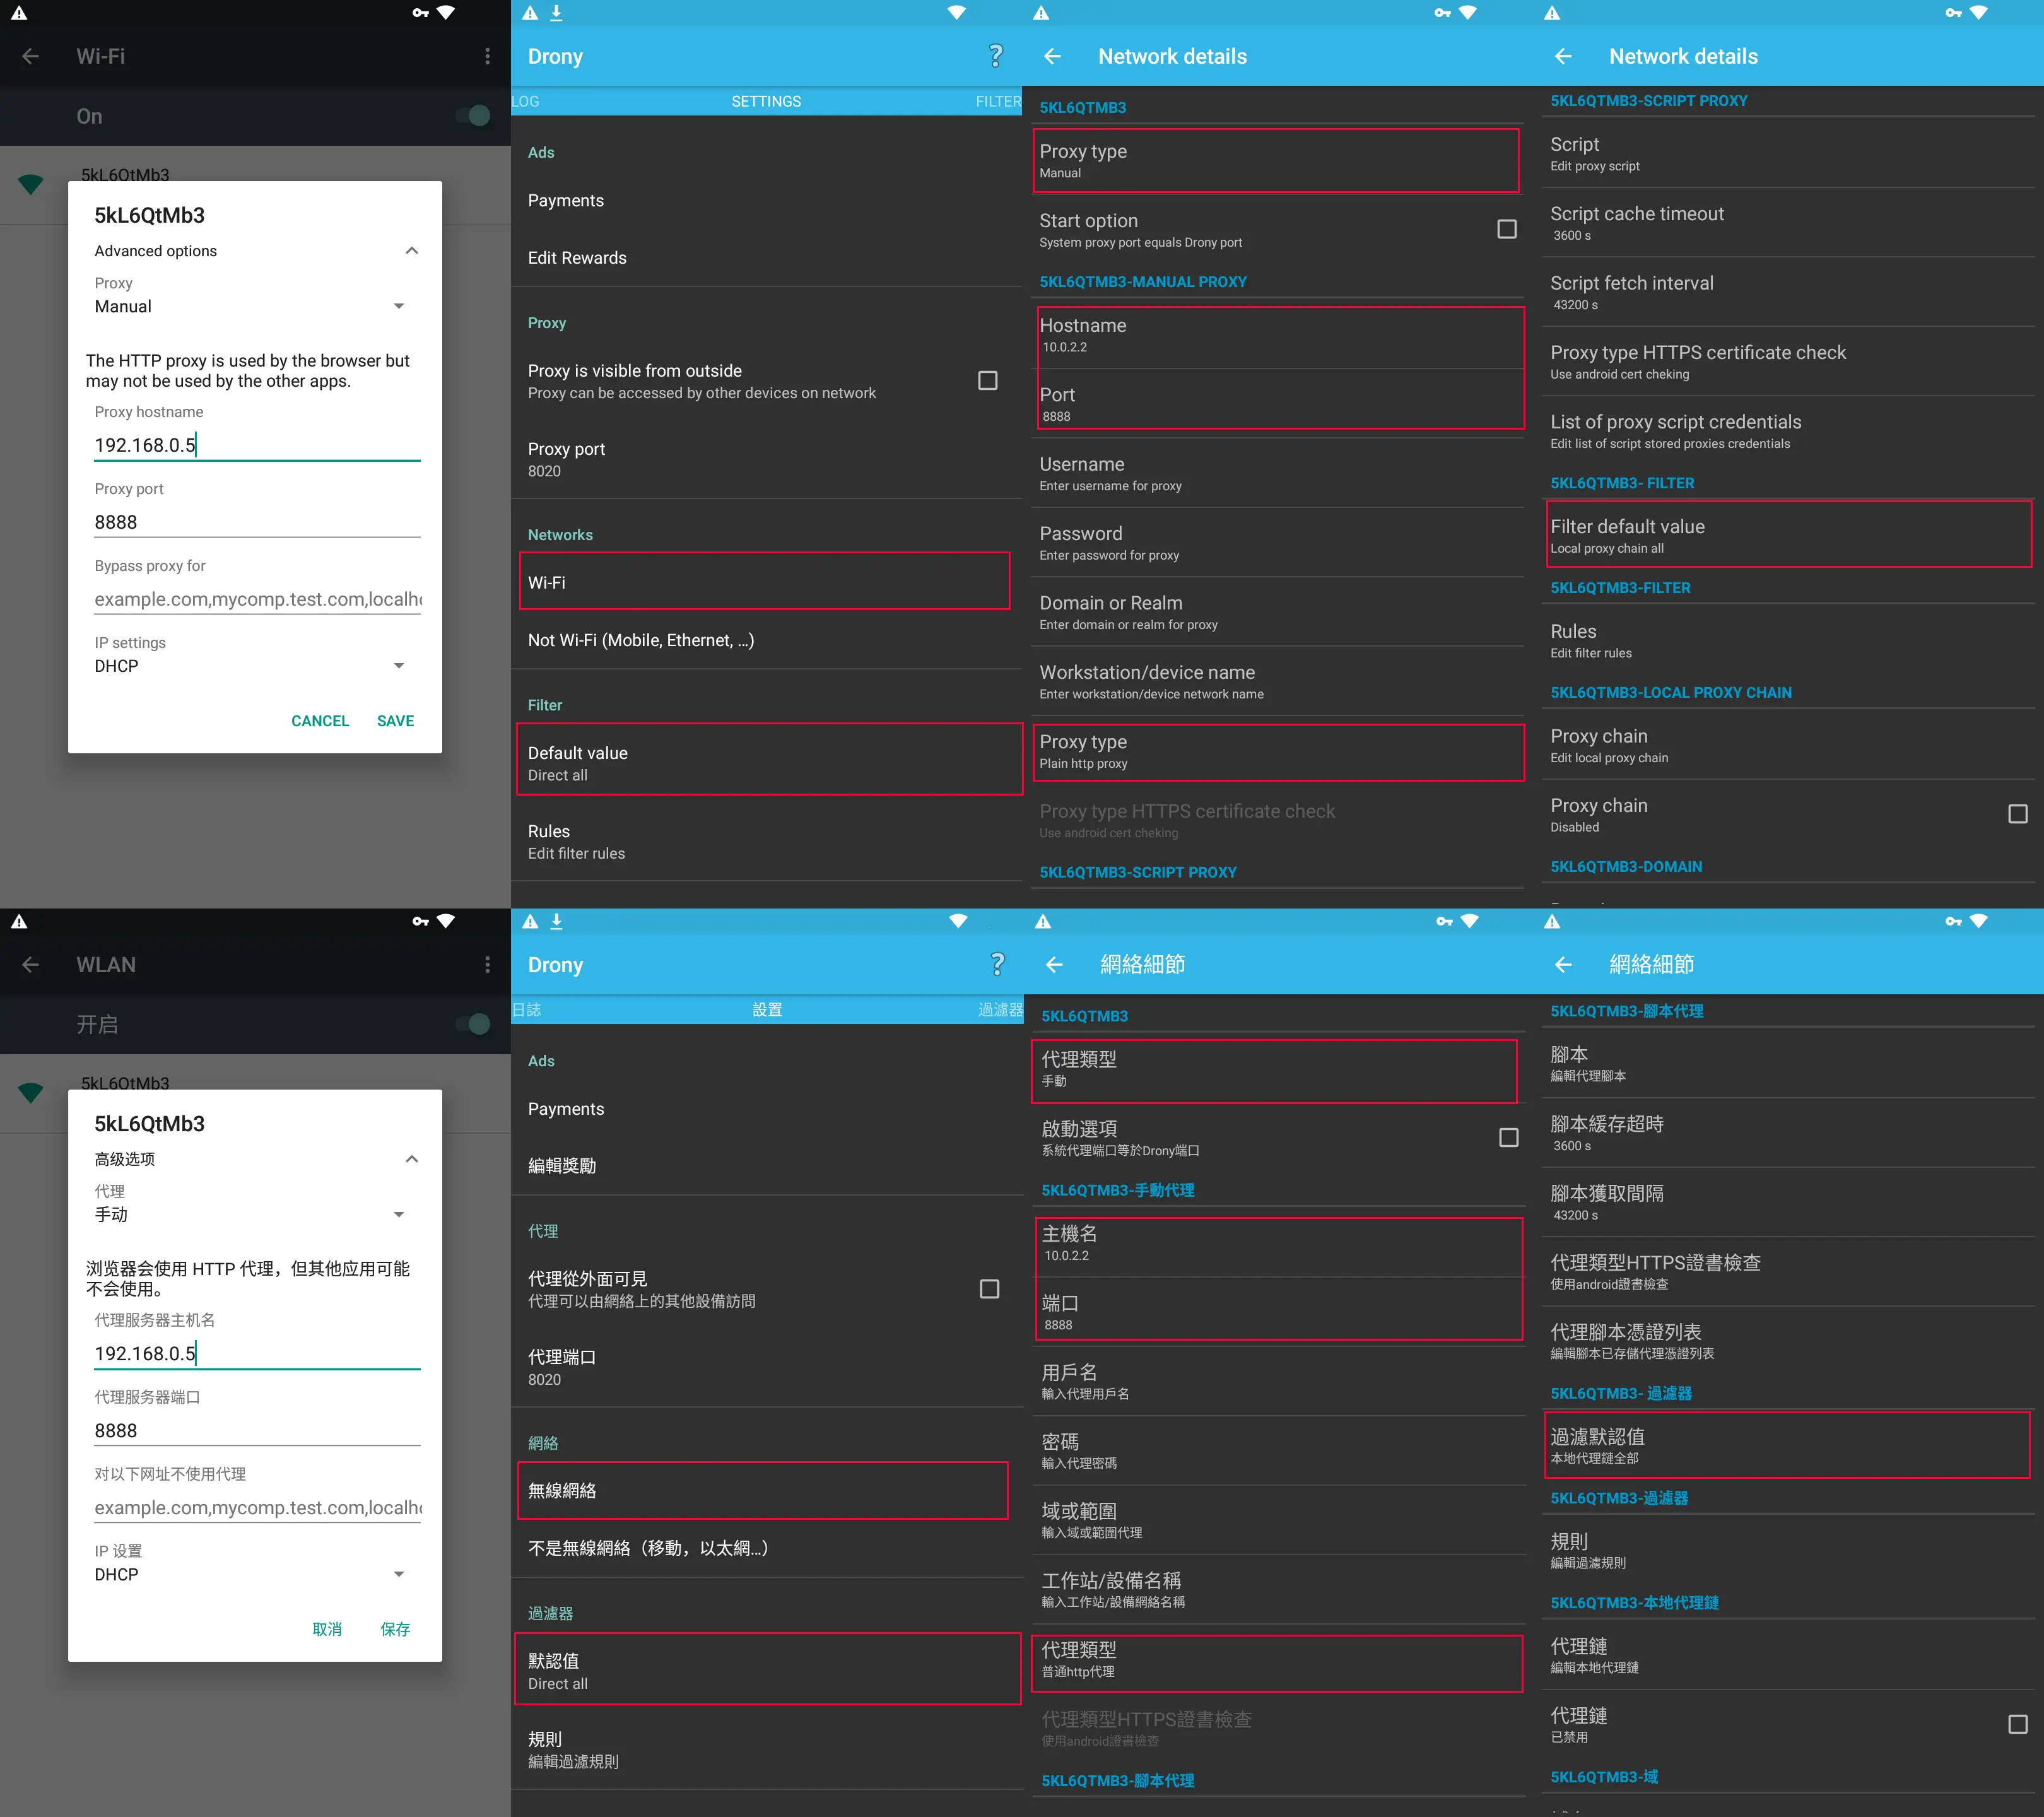 Wi-Fi
On
5kL6QtMb3
5kL6QtMb3
Advanced options
Proxy
Manual
The HTTP proxy is used by the browser but
may not be used by the other apps.
Proxy hostname
192.168.0.5
Proxy port
8888
Bypass proxy for
example.com,mycomp.test.com,localh
IP settings
DHCP
CANCEL SAVE
Drony
LOG SETTINGS FILTER
Ads
Payments
Edit Rewards
Proxy
Proxy is visible from outside
Proxy can be accessed by other devices on network
Proxy port
8020
Networks
Wi-Fi
Not Wi-Fi (Mobile, Ethernet, ...)
Filter
Default value
Direct all
Rules
Edit filter rules
Network details
5KL6QTMB3
Proxy type
Manual
Start option
System proxy port equals Drony port
5KL6QTMB3-MANUAL PROXY
Hostname
10.0.2.2
Port
8888
Username
Enter username for proxy
Password
Enter password for proxy
Domain or Realm
Enter domain or realm for proxy
Workstation/device name
Enter workstation/device network name
Proxy type
Plain http proxy
Proxy type HTTPS certificate check
Use android cert cheking
5KL6QTMB3-SCRIPT PROXY
Network details
5KL6QTMB3-SCRIPT PROXY
Script
Edit proxy script
Script cache timeout
3600 s
Script fetch interval
43200 s
Proxy type HTTPS certificate check
Use android cert cheking
List of proxy script credentials
Edit list of script stored proxies credentials
5KL6QTMB3- FILTER
Filter default value
Local proxy chain all
5KL6QTMB3-FILTER
Rules
Edit filter rules
5KL6QTMB3-LOCAL PROXY CHAIN
Proxy chain
Edit local proxy chain
Proxy chain
Disabled
5KL6QTMB3-DOMAIN
WLAN
开启
5kL6QtMb3
5kL6QtMb3
高级选项
代理
手动
浏览器会使用 HTTP 代理，但其他应用可能
不会使用。
代理服务器主机名
192.168.0.5
代理服务器端口
8888
对以下网址不使用代理
example.com,mycomp.test.com,localh
IP 设置
DHCP
取消 保存
Drony
日誌 設置 過濾器
Ads
Payments
編輯獎勵
代理
代理從外面可見
代理可以由網絡上的其他設備訪問
代理端口
8020
網絡
無線網絡
不是無線網絡（移動，以太網...）
過濾器
默認值
Direct all
規則
編輯過濾規則
網絡細節
5KL6QTMB3
代理類型
手動
啟動選項
系統代理端口等於Drony端口
5KL6QTMB3-手動代理
主機名
10.0.2.2
端口
8888
用戶名
輸入代理用戶名
密碼
輸入代理密碼
域或範圍
輸入域或範圍代理
工作站/設備名稱
輸入工作站/設備網絡名稱
代理類型
普通http代理
代理類型HTTPS證書檢查
使用android證書檢查
5KL6QTMB3-腳本代理
網絡細節
5KL6QTMB3-腳本代理
腳本
編輯代理腳本
腳本緩存超時
3600 s
腳本獲取間隔
43200 s
代理類型HTTPS證書檢查
使用android證書檢查
代理腳本憑證列表
編輯腳本已存儲代理憑證列表
5KL6QTMB3- 過濾器
過濾默認值
本地代理鏈全部
5KL6QTMB3-過濾器
規則
編輯過濾規則
5KL6QTMB3-本地代理鏈
代理鏈
編輯本地代理鏈
代理鏈
已禁用
5KL6QTMB3-域